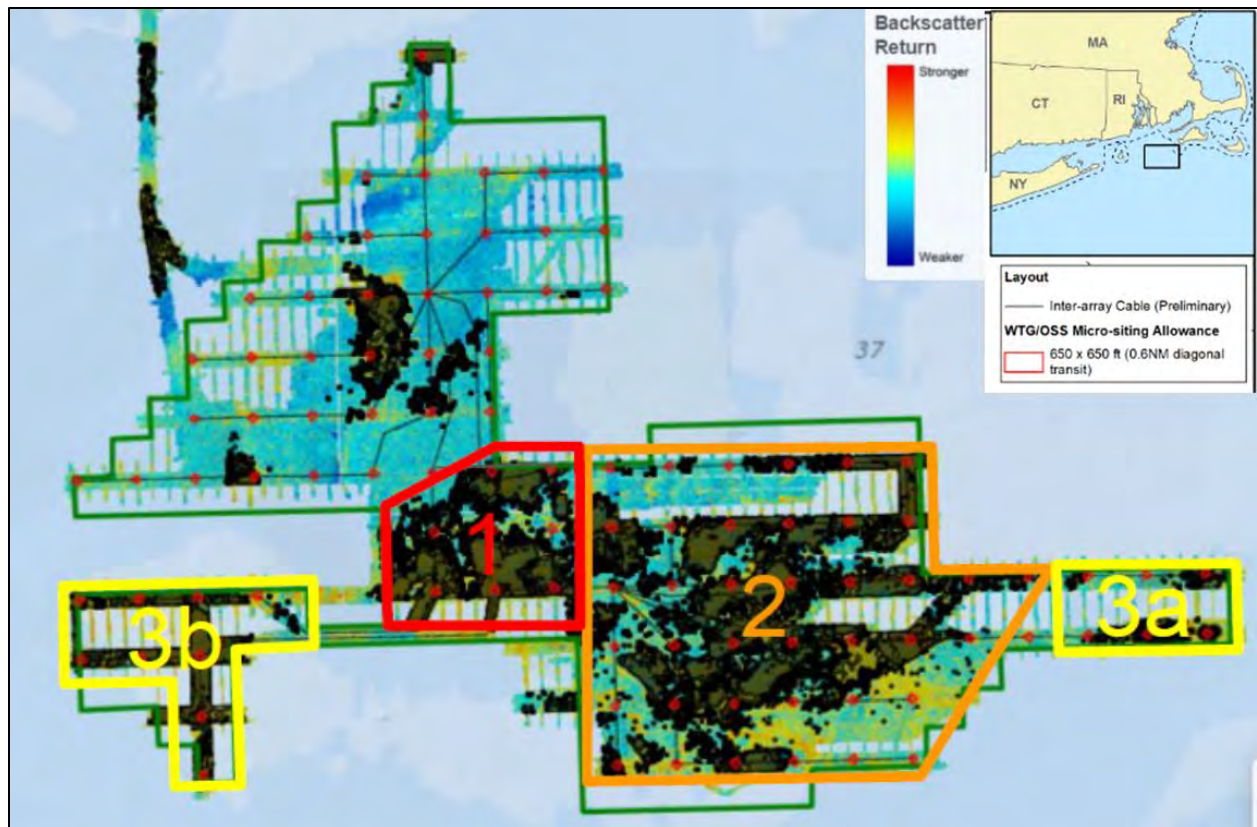 Backscatter
Return
Stronger
Weaker
MA
CT
RI
NY
Layout
Inter-array Cable (Preliminary)
WTG/OSS Micro-siting Allowance
650 x 650 ft (0.6NM diagonal
transit)
37
1
2
3a
3b